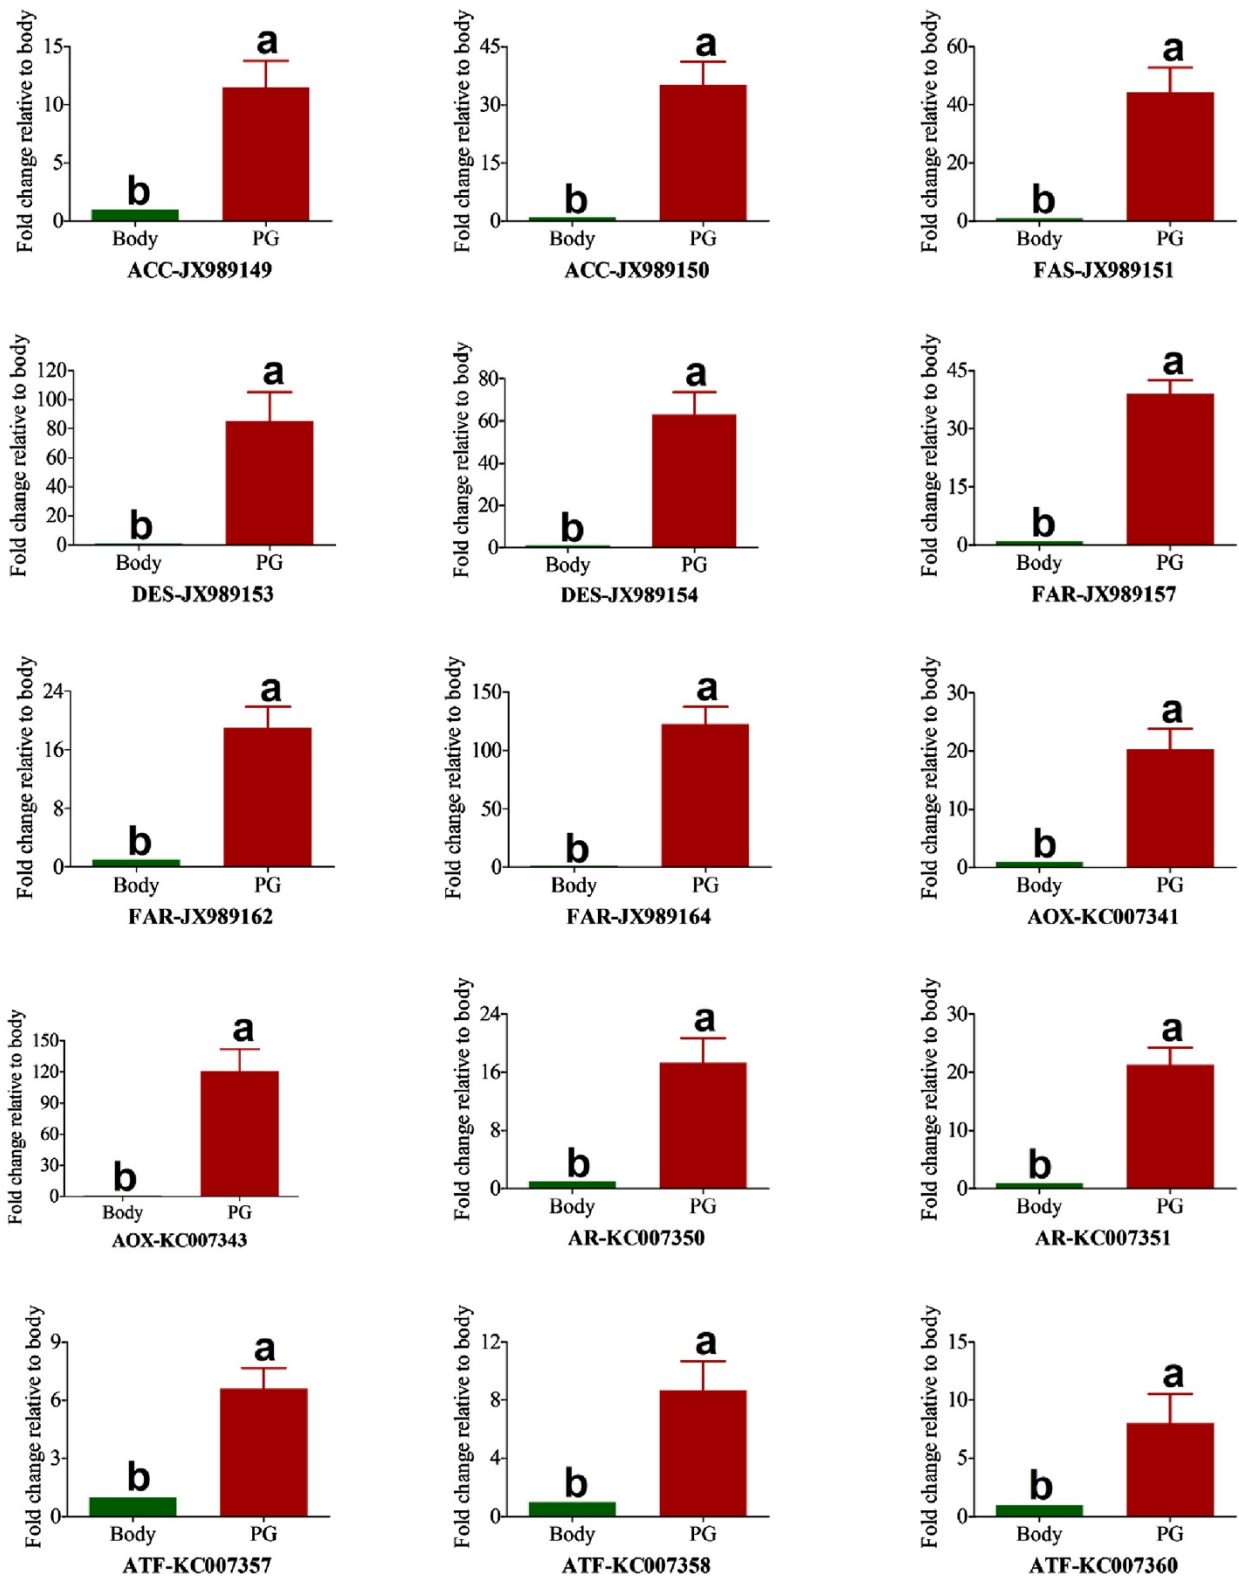 Fold change relative to body
15
10
5
0
b
a
Body PG
ACC-JX989149
Fold change relative to body
45
30
15
0
b
a
Body PG
ACC-JX989150
Fold change relative to body
60
40
20
0
b
a
Body PG
FAS-JX989151
Fold change relative to body
120
100
80
60
40
20
0
b
a
Body PG
DES-JX989153
Fold change relative to body
80
60
40
20
0
b
a
Body PG
DES-JX989154
Fold change relative to body
45
30
15
0
b
a
Body PG
FAR-JX989157
Fold change relative to body
24
16
8
0
b
a
Body PG
FAR-JX989162
Fold change relative to body
150
100
50
0
b
a
Body PG
FAR-JX989164
Fold change relative to body
30
20
10
0
b
a
Body PG
AOX-KC007341
Fold change relative to body
150
120
90
60
30
0
b
a
Body PG
AOX-KC007343
Fold change relative to body
24
16
8
0
b
a
Body PG
AR-KC007350
Fold change relative to body
30
20
10
0
b
a
Body PG
AR-KC007351
Fold change relative to body
9
6
3
0
b
a
Body PG
ATF-KC007357
Fold change relative to body
12
8
4
0
b
a
Body PG
ATF-KC007358
Fold change relative to body
15
10
5
0
b
a
Body PG
ATF-KC007360